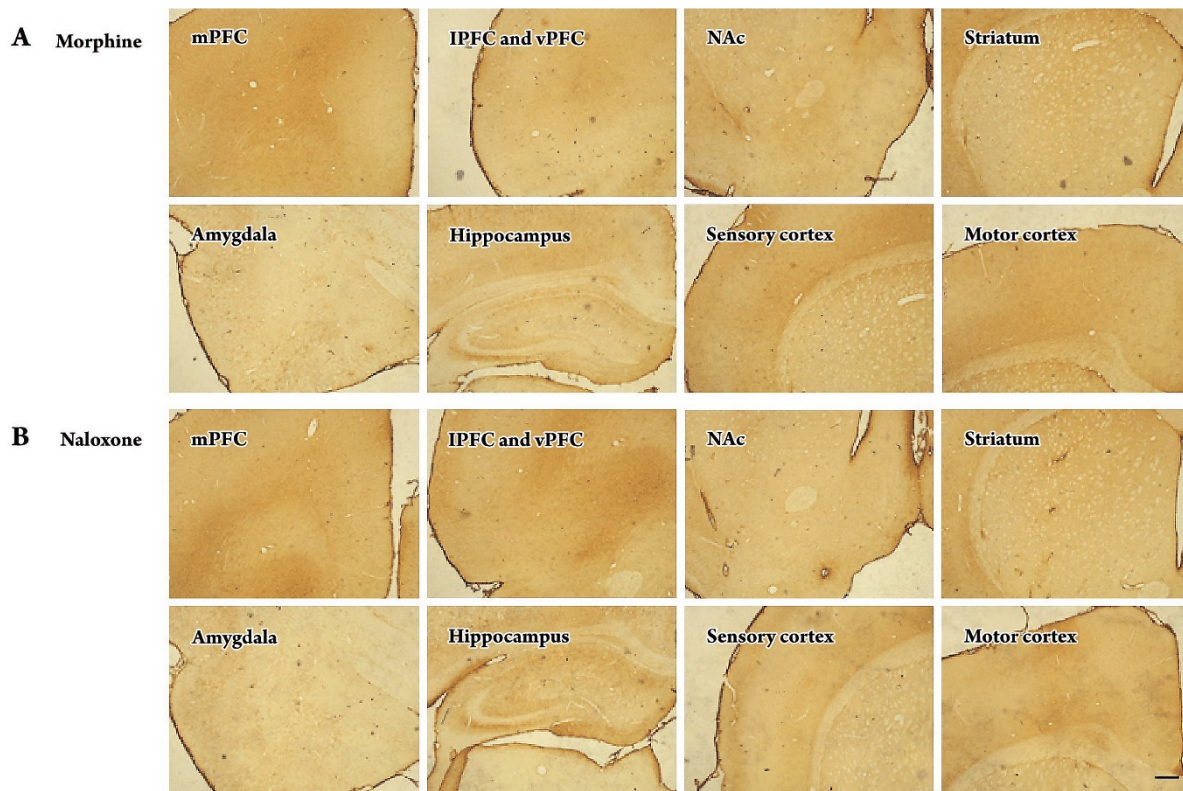 A Morphine
mPFC
lPFC and vPFC
NAc
Striatum
Amygdala
Hippocampus
Sensory cortex
Motor cortex
B Naloxone
mPFC
lPFC and vPFC
NAc
Striatum
Amygdala
Hippocampus
Sensory cortex
Motor cortex